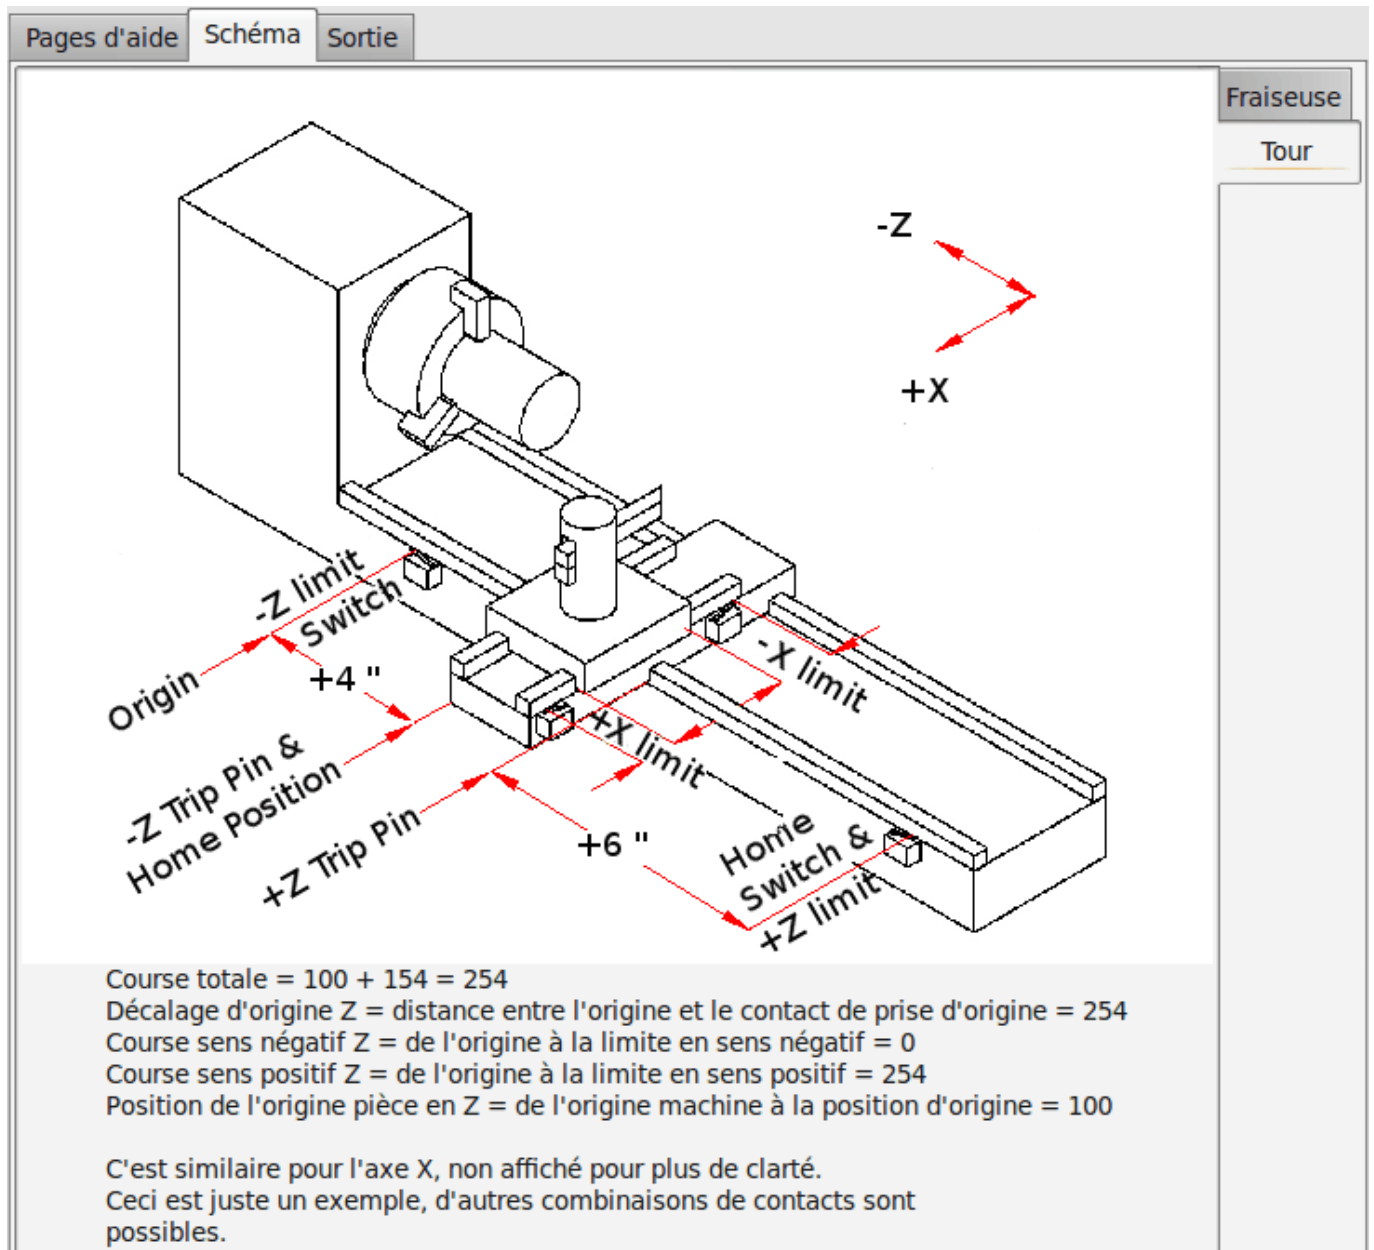 Pages d'aide
Schéma
Sortie
Fraiseuse
Tour
-Z
+X
-Z limit
Switch
Origin
+4 "
-X limit
+X limit
-Z Trip Pin &
Home Position
+Z Trip Pin
+6 "
Home
Switch &
+Z limit
Course totale = 100 + 154 = 254
Décalage d'origine Z = distance entre l'origine et le contact de prise d'origine = 254
Course sens négatif Z = de l'origine à la limite en sens négatif = 0
Course sens positif Z = de l'origine à la limite en sens positif = 254
Position de l'origine pièce en Z = de l'origine machine à la position d'origine = 100
C'est similaire pour l'axe X, non affiché pour plus de clarté.
Ceci est juste un exemple, d'autres combinaisons de contacts sont
possibles.